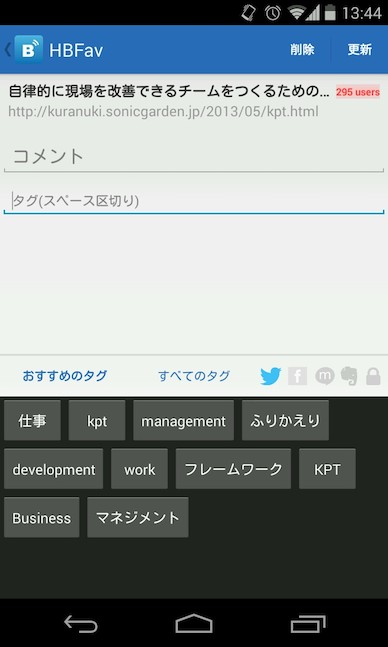 13:44
HBFav 削除 更新
自律的に現場を改善できるチームをつくるための... 295 users
http://kuranuki.sonicgarden.jp/2013/05/kpt.html
コメント
タグ(スペース区切り)
おすすめのタグ すべてのタグ
仕事 kpt management ふりかえり
development work フレームワーク KPT
Business マネジメント